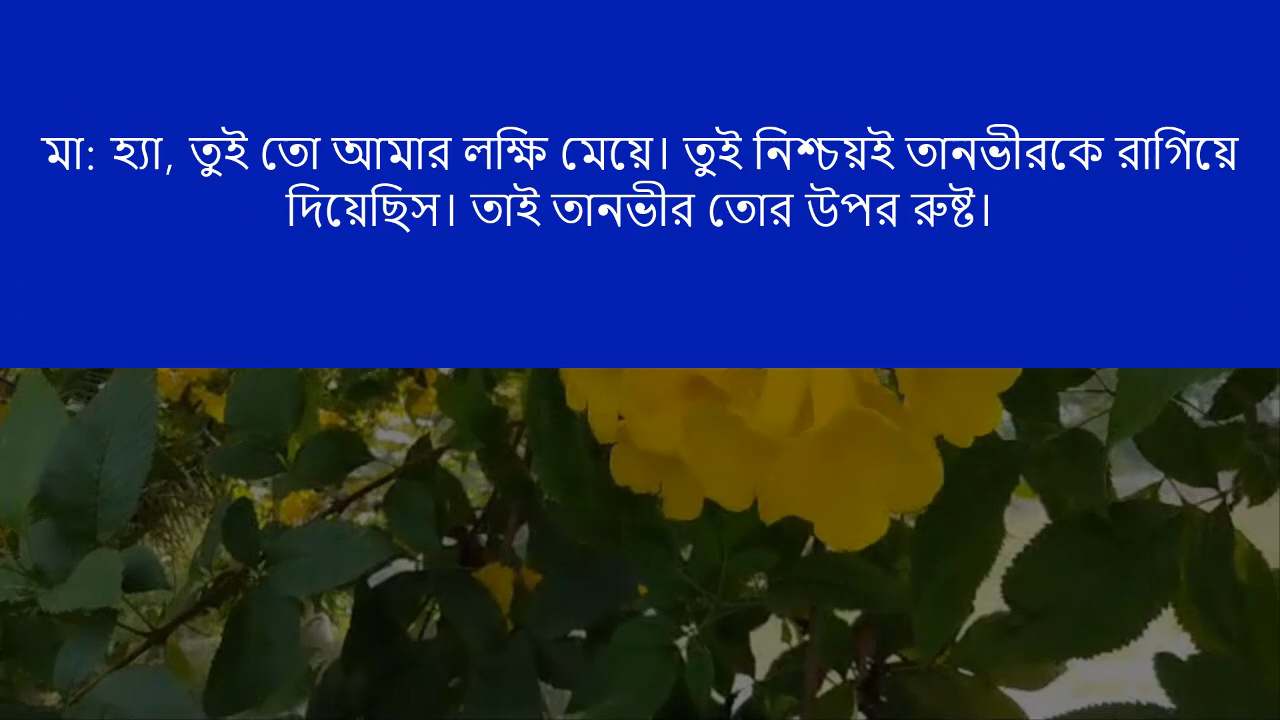 মা: হ্যা, তুই তো আমার লক্ষি মেয়ে। তুই নিশ্চয়ই তানভীরকে রাগিয়ে
দিয়েছিস। তাই তানভীর তোর উপর রুষ্ট।